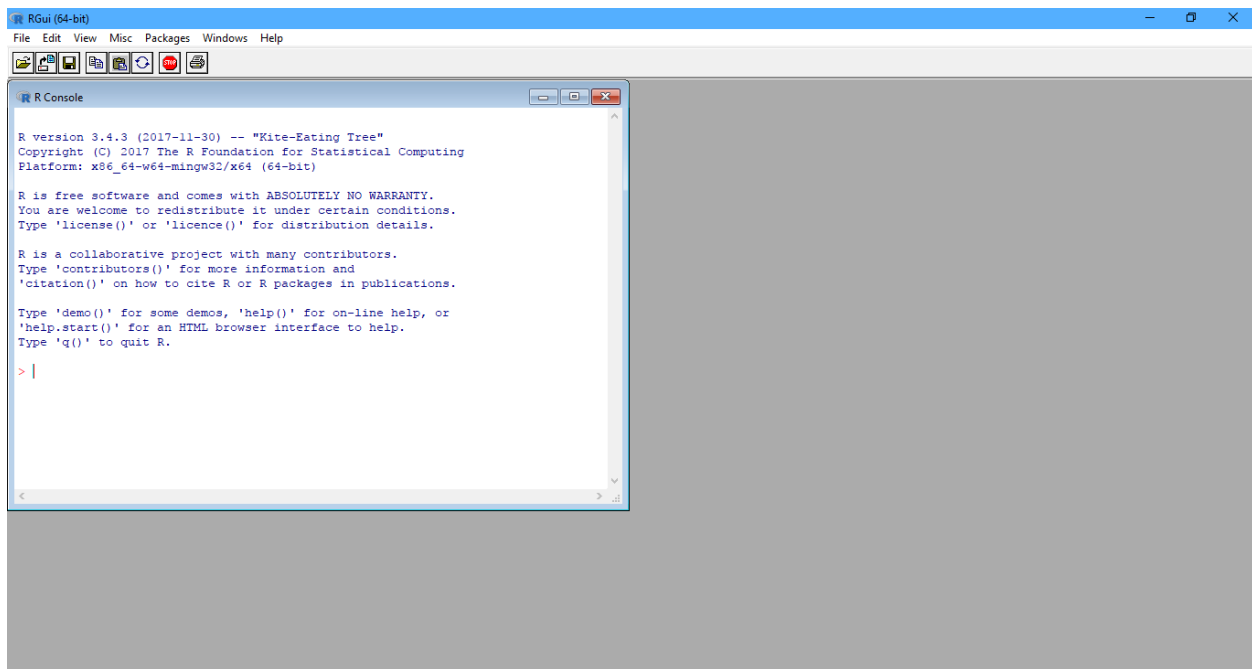 RGui (64-bit)
File Edit View Misc Packages Windows Help
STOP
R Console
R version 3.4.3 (2017-11-30) -- "Kite-Eating Tree"
Copyright (C) 2017 The R Foundation for Statistical Computing
Platform: x86_64-w64-mingw32/x64 (64-bit)
R is free software and comes with ABSOLUTELY NO WARRANTY.
You are welcome to redistribute it under certain conditions.
Type 'license()' or 'licence()' for distribution details.
R is a collaborative project with many contributors.
Type 'contributors()' for more information and
'citation()' on how to cite R or R packages in publications.
Type 'demo()' for some demos, 'help()' for on-line help, or
'help.start()' for an HTML browser interface to help.
Type 'q()' to quit R.
>